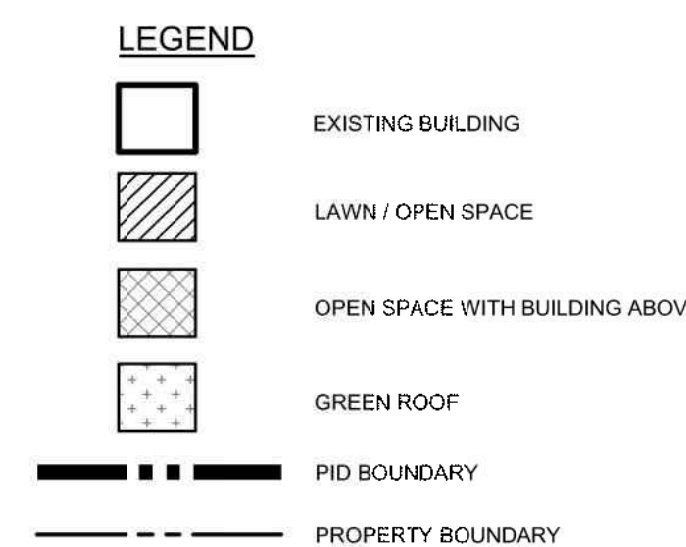 LEGEND
EXISTING BUILDING
LAWN / OPEN SPACE
OPEN SPACE WITH BUILDING ABOV
GREEN ROOF
PID BOUNDARY
PROPERTY BOUNDARY